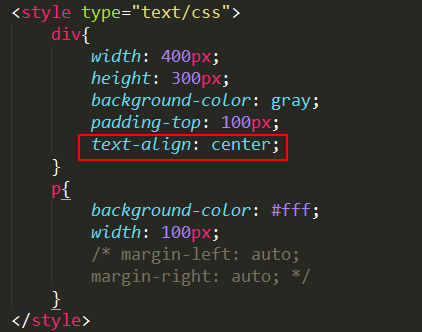 <style type="text/css">
    div{
        width: 400px;
        height: 300px;
        background-color: gray;
        padding-top: 100px;
        text-align: center;
    }
    p{
        background-color: #fff;
        width: 100px;
        /* margin-left: auto;
        margin-right: auto; */
    }
</style>